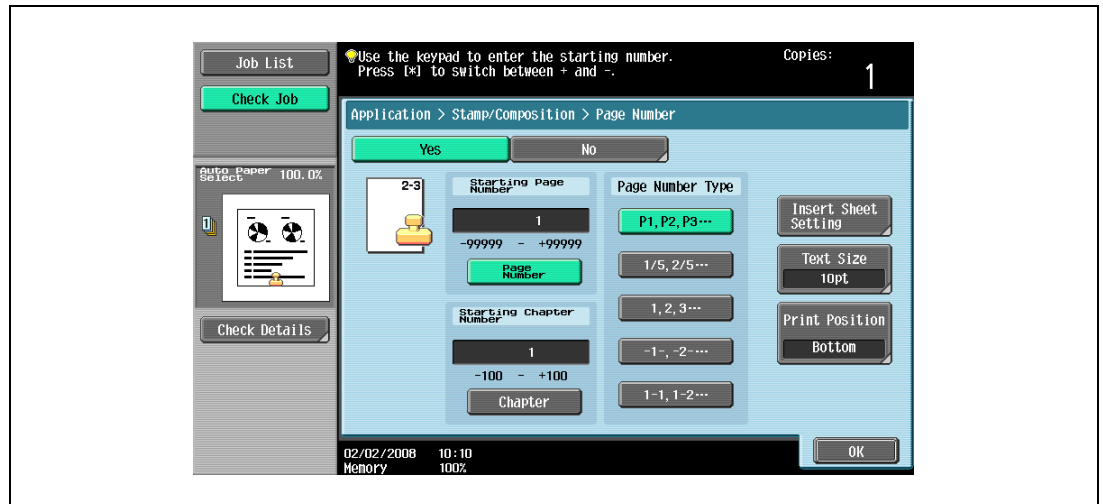 Job List
Check Job
Use the keypad to enter the starting number.
Press [*] to switch between + and -.
Copies:
1
Application > Stamp/Composition > Page Number
Yes
No
Auto Paper
Select
100.0%
1
2-3
Starting Page
Number
1
-99999 - +99999
Page
Number
Starting Chapter
Number
1
-100 - +100
Chapter
Page Number Type
P1,P2,P3···
1/5,2/5···
1,2,3···
-1-,-2-···
1-1,1-2···
Insert Sheet
Setting
Text Size
10pt
Print Position
Bottom
Check Details
OK
02/02/2008 10:10
Memory 100%